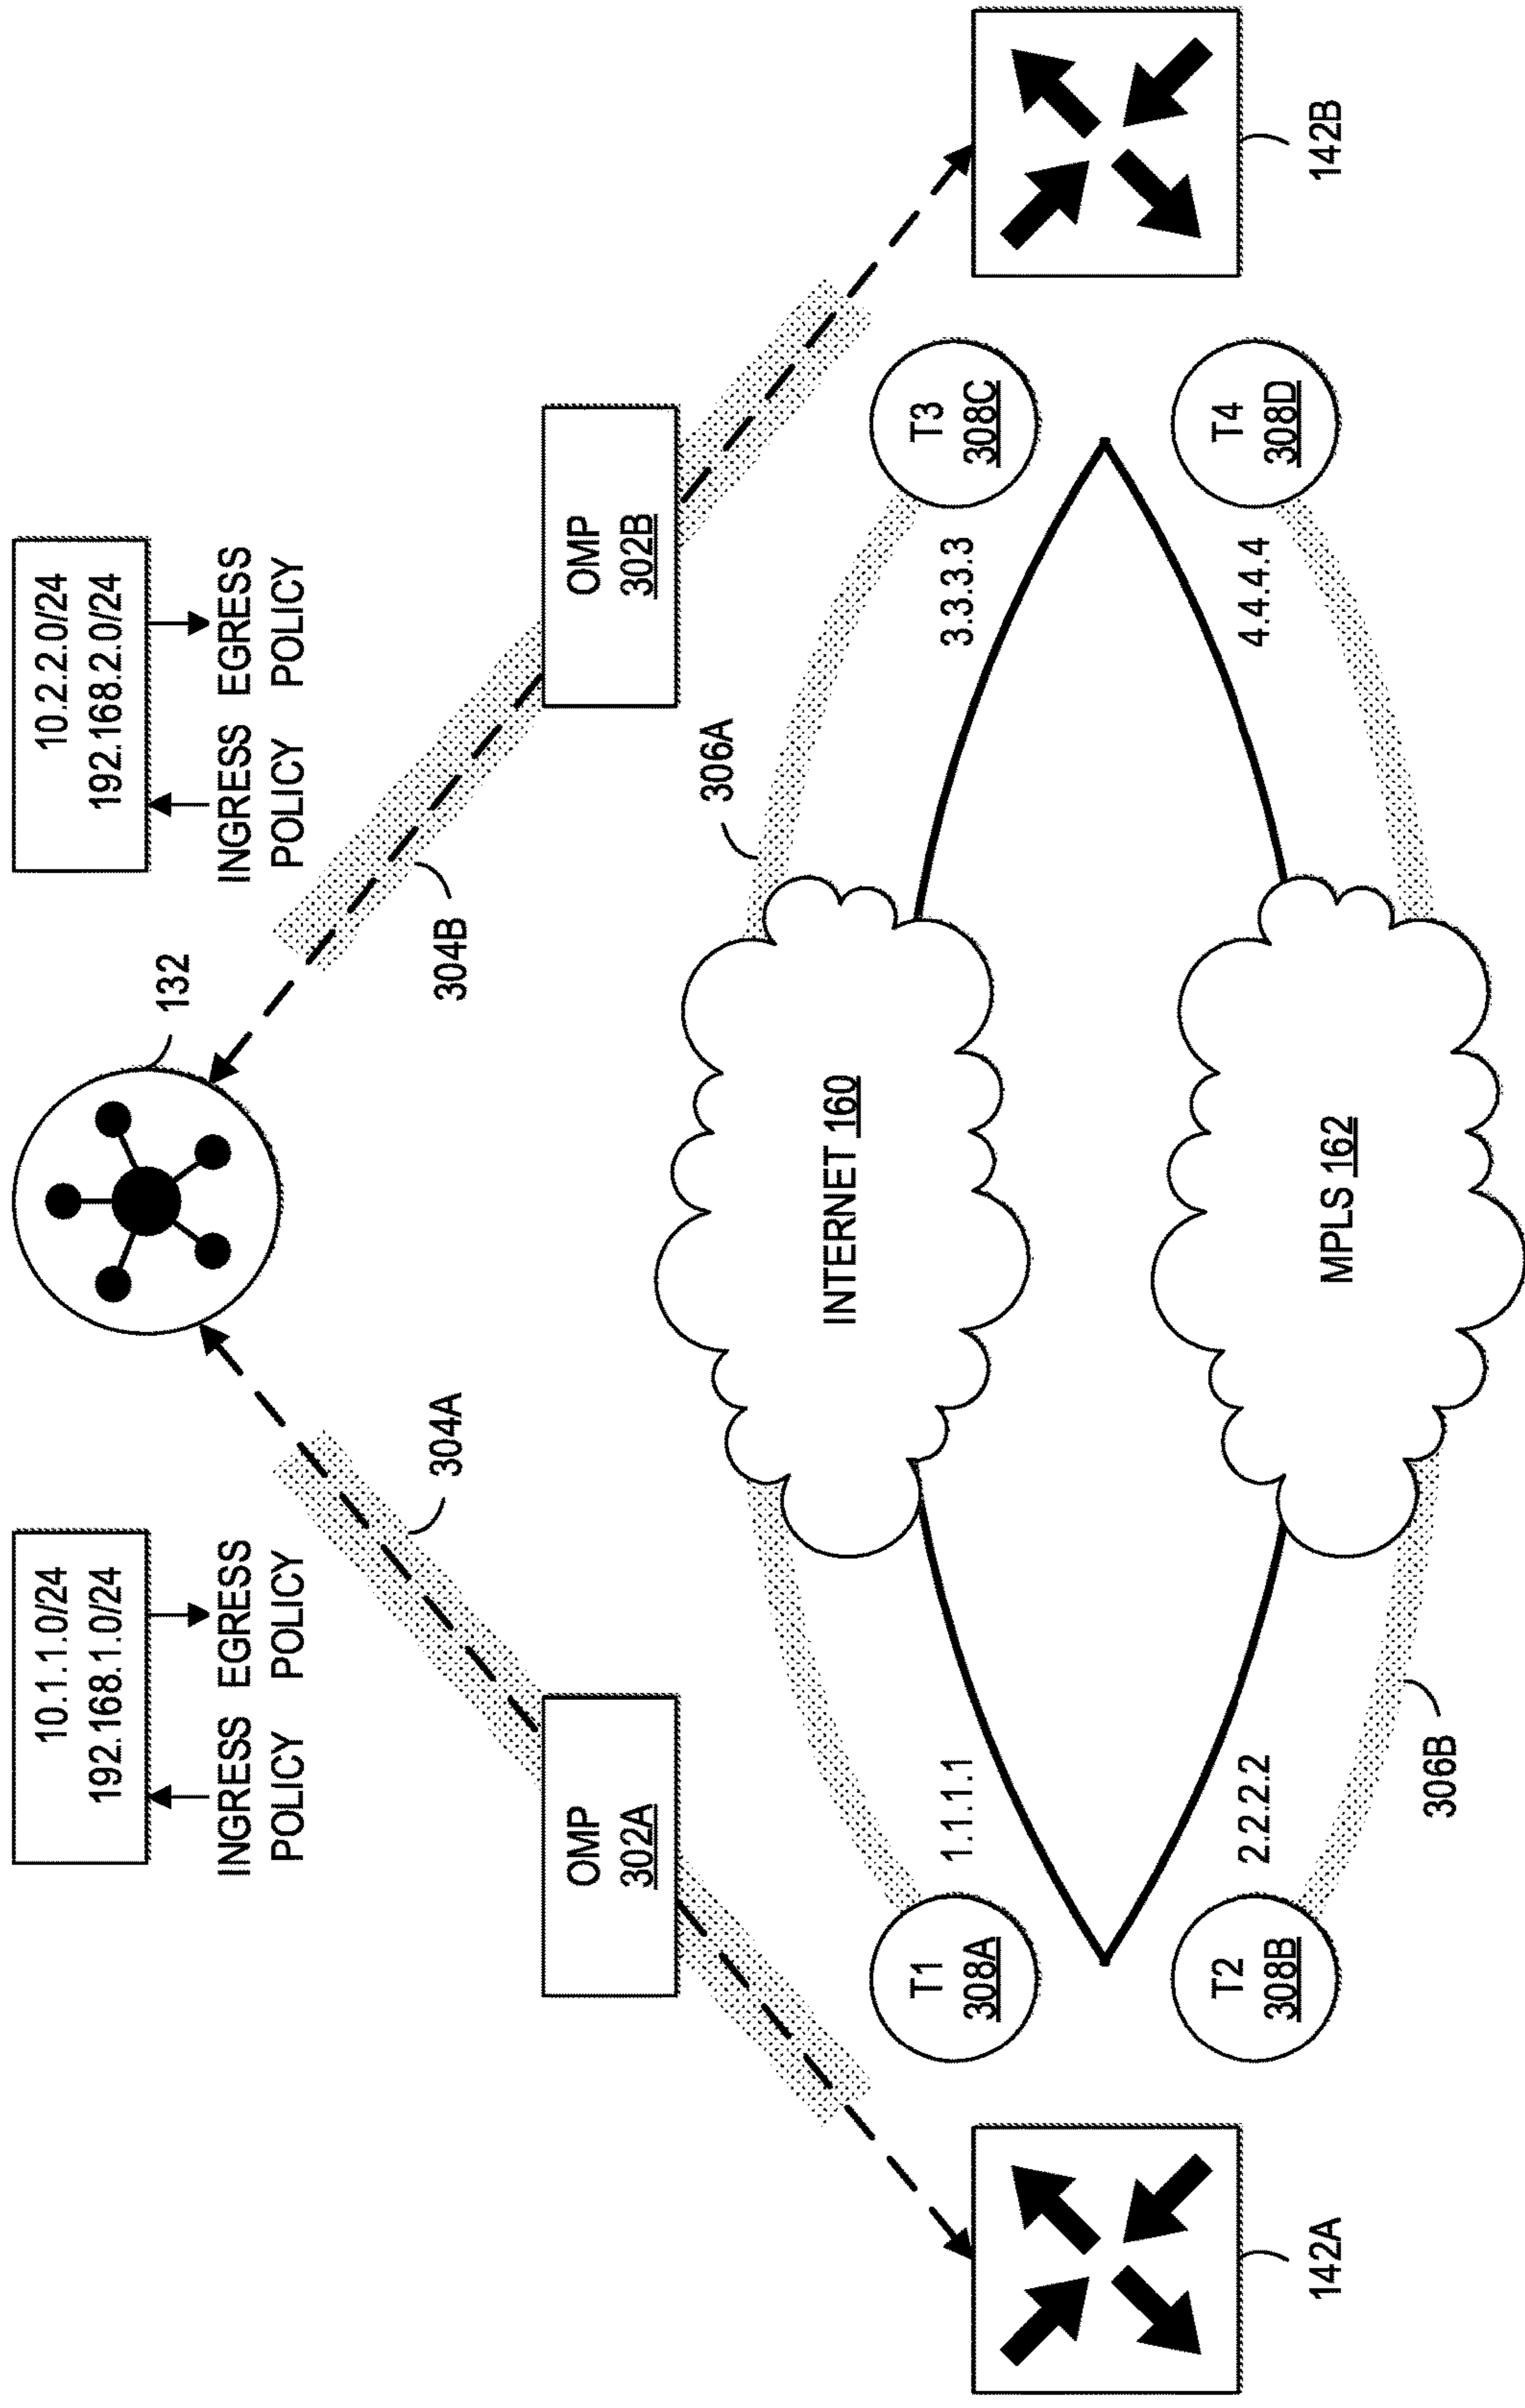 10.1.1.0/24
192.168.1.0/24
INGRESS EGRESS
POLICY POLICY
132
10.2.2.0/24
192.168.2.0/24
INGRESS EGRESS
POLICY POLICY
304A
304B
OMP
302A
OMP
302B
306A
INTERNET 160
T1
308A
1.1.1.1
3.3.3.3
T3
308C
T2
308B
2.2.2.2
4.4.4.4
T4
308D
142A
142B
MPLS 162
306B